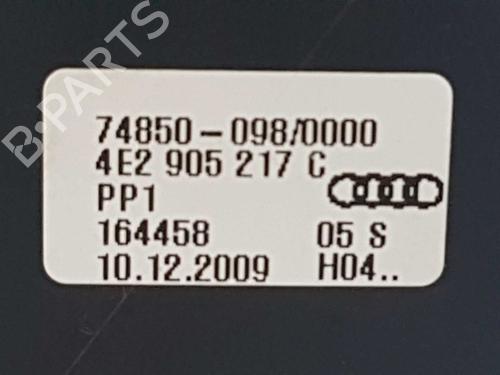 B-PARTS
74850-098/0000
4E2 905 217 C
PP1
164458 05 S
10.12.2009 H04..